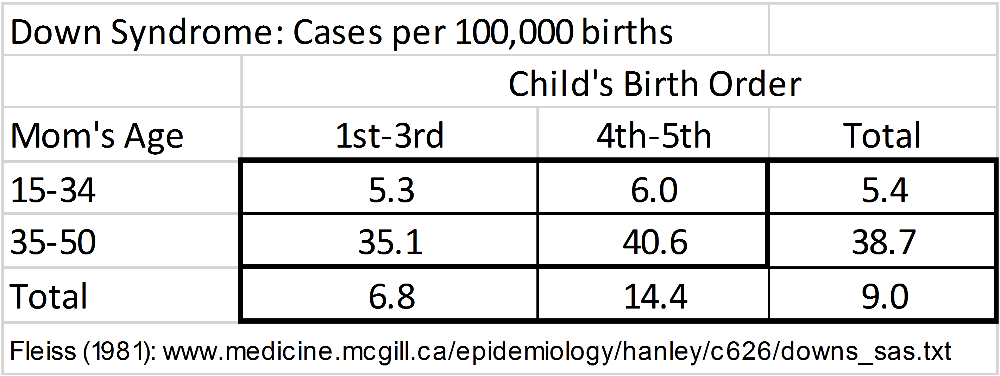 Down Syndrome: Cases per 100,000 births
Child's Birth Order
Mom's Age 1st-3rd 4th-5th Total
15-34 5.3 6.0 5.4
35-50 35.1 40.6 38.7
Total 6.8 14.4 9.0
Fleiss (1981): www.medicine.mcgill.ca/epidemiology/hanley/c626/downs_sas.txt